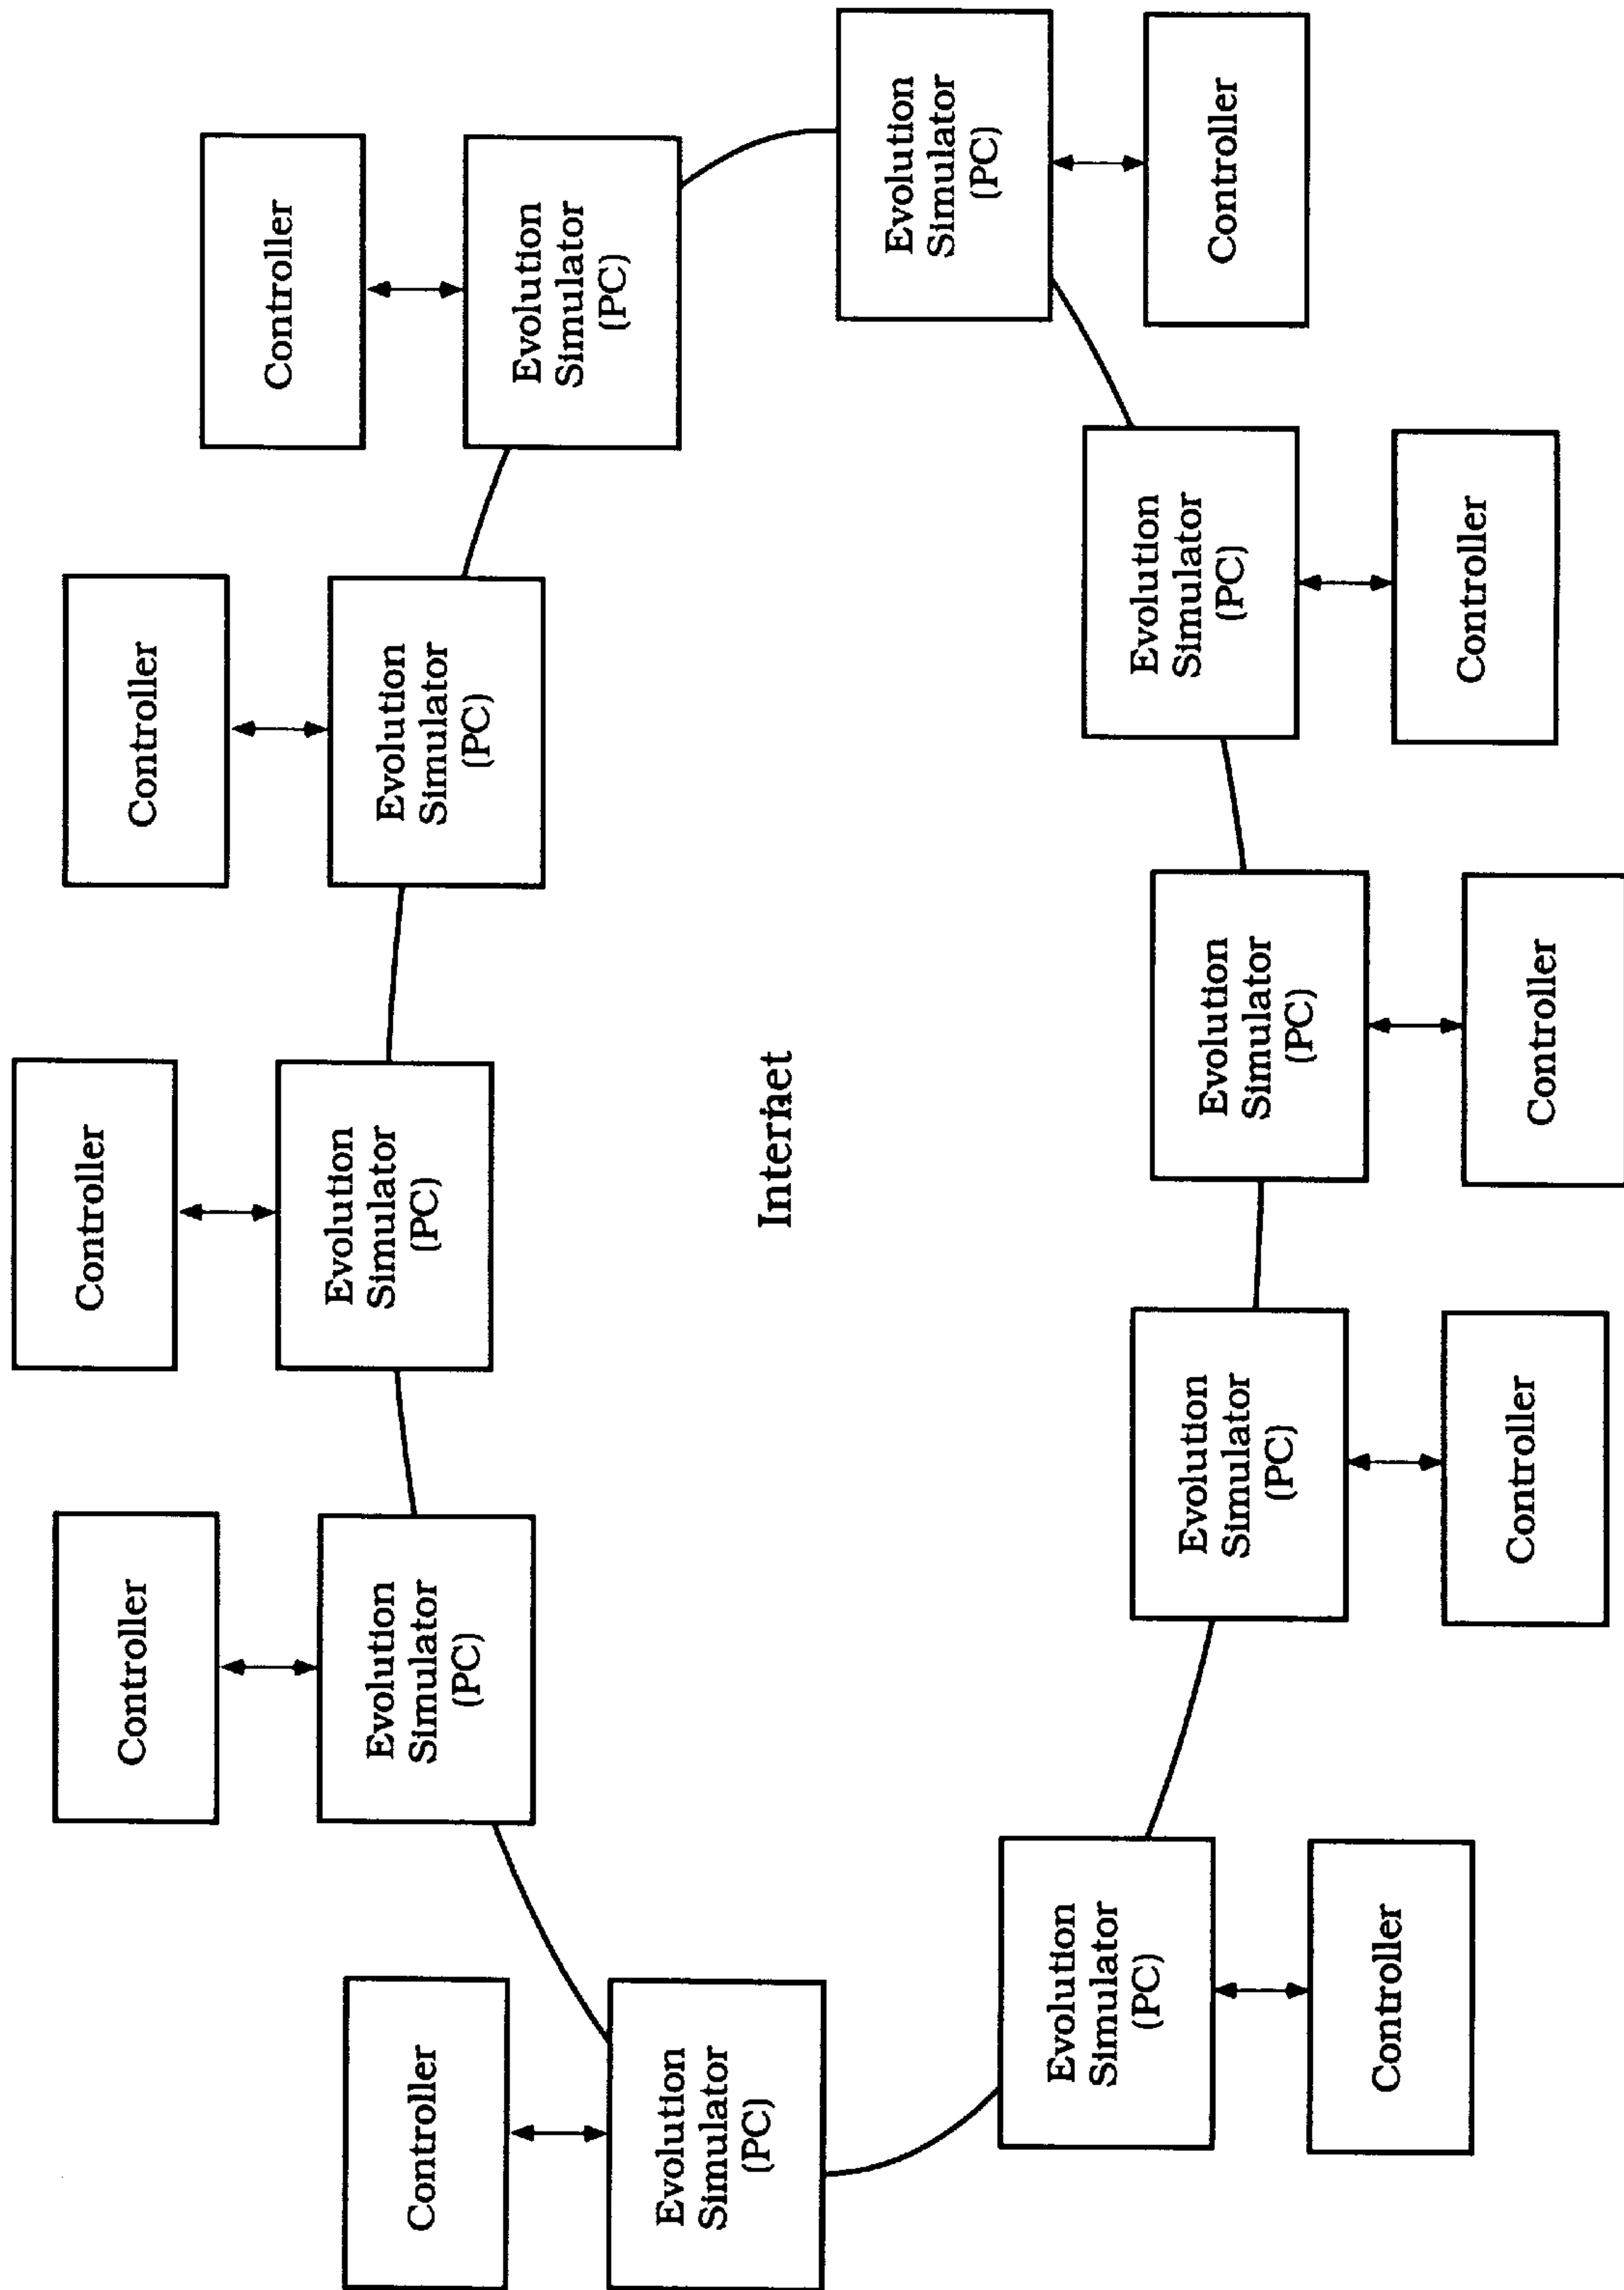 Controller
Evolution
Simulator
(PC)
Controller
Evolution
Simulator
(PC)
Controller
Evolution
Simulator
(PC)
Controller
Evolution
Simulator
(PC)
Controller
Evolution
Simulator
(PC)
Internet
Evolution
Simulator
(PC)
Controller
Evolution
Simulator
(PC)
Controller
Evolution
Simulator
(PC)
Controller
Evolution
Simulator
(PC)
Controller
Evolution
Simulator
(PC)
Controller